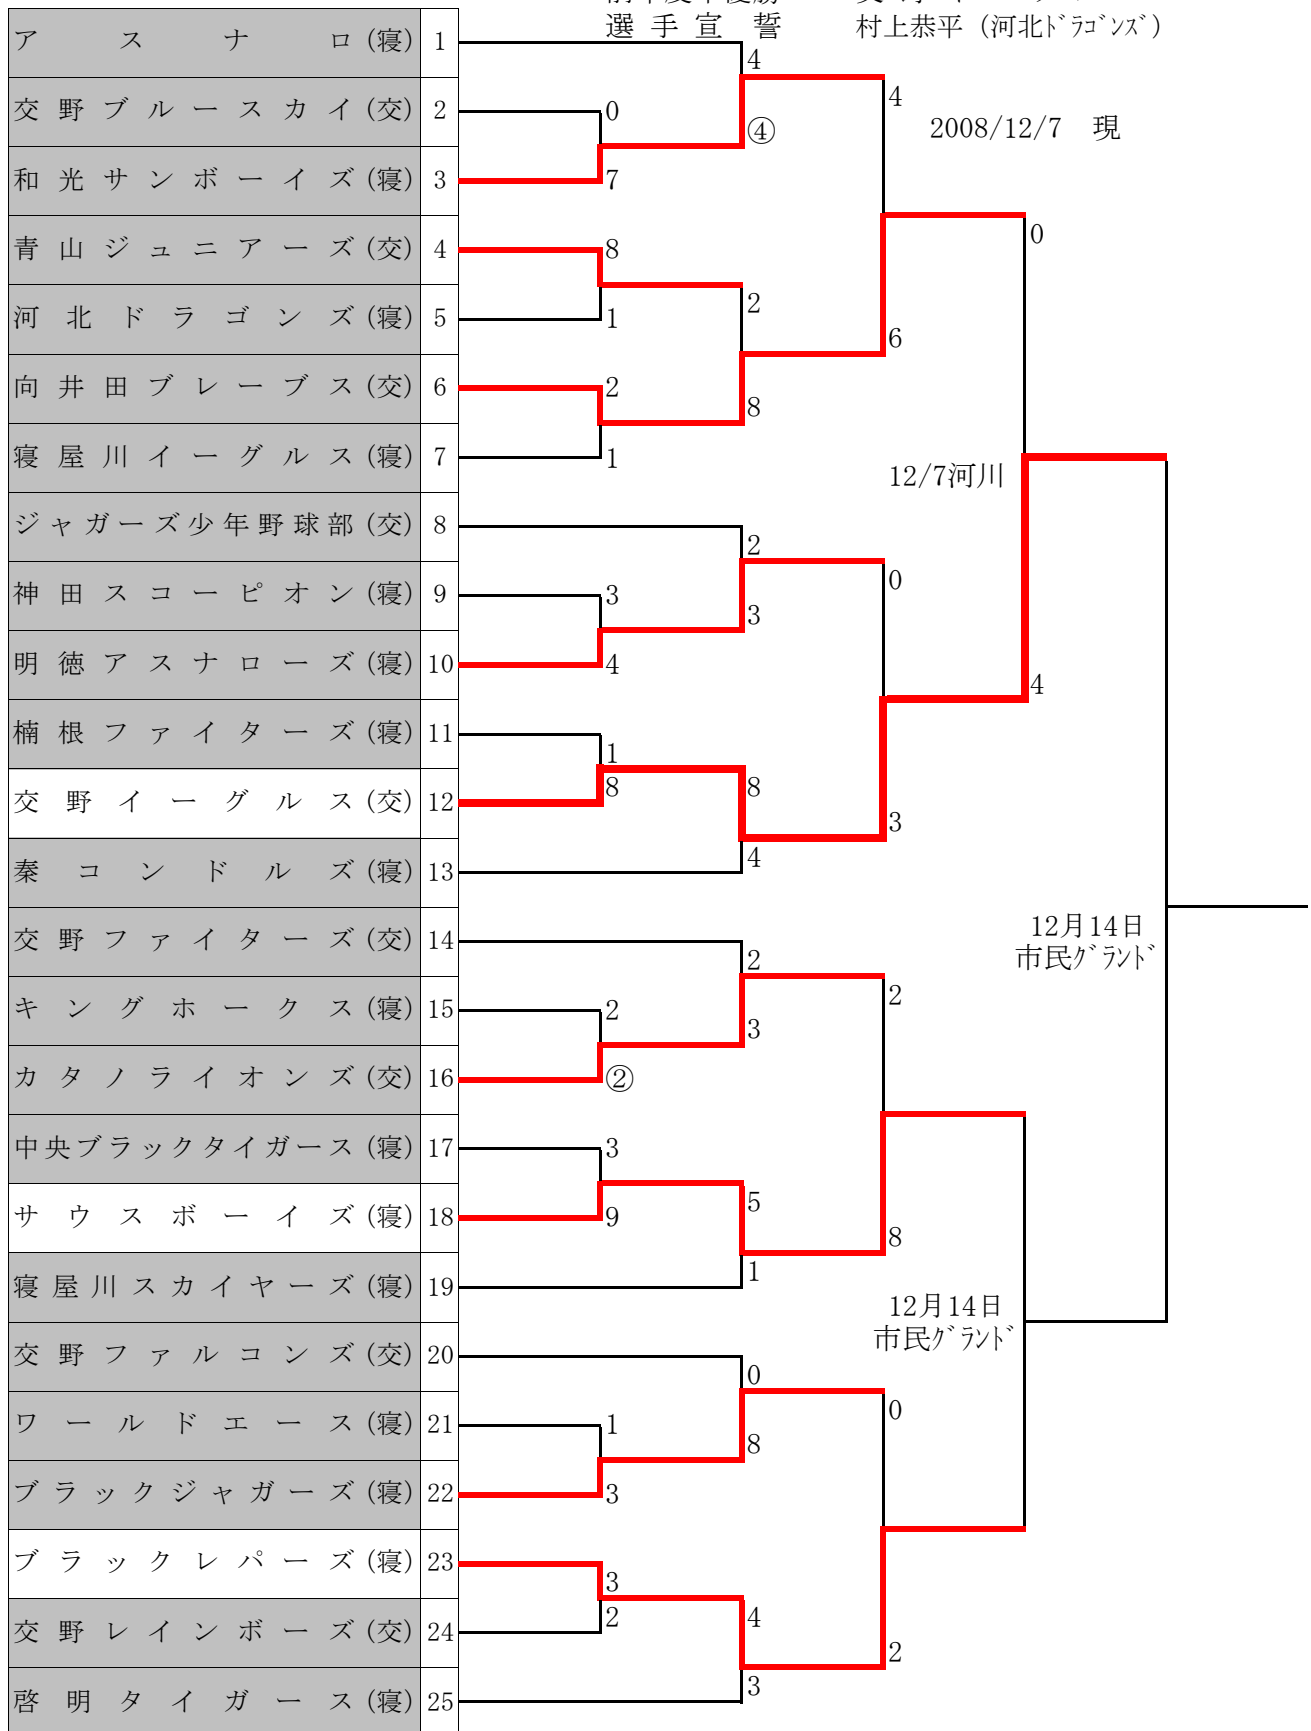 選手宣誓 村上恭平 (河北ﾄﾞﾗｺﾞﾝｽﾞ)
2008/12/7 現
アスナロ(寝) 1
4
交野ブルースカイ(交) 2
0
④
和光サンボーイズ(寝) 3
7
4
青山ジュニアーズ(交) 4
8
0
河北ドラゴンズ(寝) 5
1
2
6
向井田ブレーブス(交) 6
2
8
寝屋川イーグルス(寝) 7
1
12/7河川
ジャガーズ少年野球部(交) 8
2
神田スコーピオン(寝) 9
3
3
0
明徳アスナローズ(寝) 10
4
4
楠根ファイターズ(寝) 11
1
交野イーグルス(交) 12
8
8
3
秦コンドルズ(寝) 13
4
12月14日
市民ｸﾞﾗﾝﾄﾞ
交野ファイターズ(交) 14
2
キングホークス(寝) 15
2
3
2
カタノライオンズ(交) 16
②
中央ブラックタイガース(寝) 17
3
サウスボーイズ(寝) 18
9
5
8
寝屋川スカイヤーズ(寝) 19
1
12月14日
市民ｸﾞﾗﾝﾄﾞ
交野ファルコンズ(交) 20
0
ワールドエース(寝) 21
1
8
0
ブラックジャガーズ(寝) 22
3
ブラックレパーズ(寝) 23
3
交野レインボーズ(交) 24
2
4
2
啓明タイガース(寝) 25
3